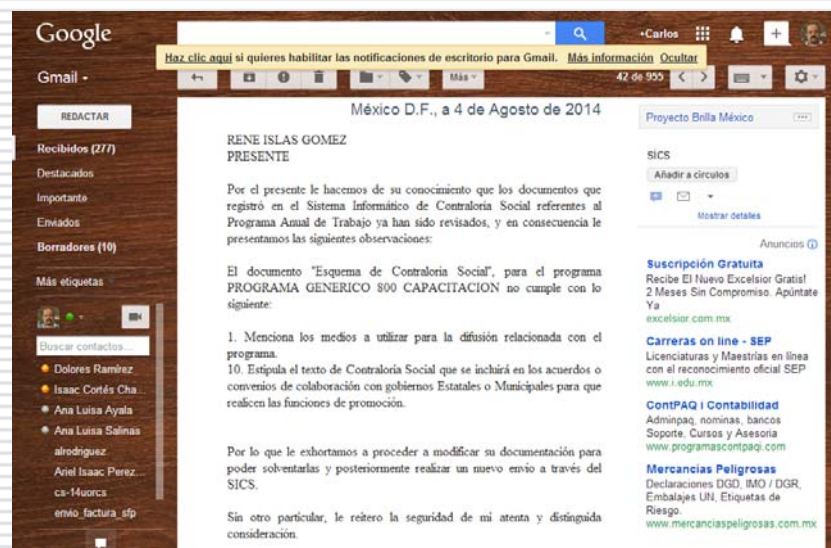 Google
+Carlos
Haz clic aquí si quieres habilitar las notificaciones de escritorio para Gmail. Más información Ocultar
Gmail
Más
42 de 955
REDACTAR
Recibidos (277)
Destacados
Importante
Enviados
Borradores (10)
Más etiquetas
Buscar contactos...
Dolores Ramírez
Isaac Cortés Cha...
Ana Luisa Ayala
Ana Luisa Salinas
alrodriguez
Ariel Isaac Perez...
cs-14uorcs
envio_factura_sfp
México D.F., a 4 de Agosto de 2014
RENE ISLAS GOMEZ
PRESENTE
Por el presente le hacemos de su conocimiento que los documentos que
registró en el Sistema Informático de Contraloría Social referentes al
Programa Anual de Trabajo ya han sido revisados, y en consecuencia le
presentamos las siguientes observaciones:
El documento "Esquema de Contraloría Social", para el programa
PROGRAMA GENERICO 800 CAPACITACION no cumple con lo
siguiente:
1. Menciona los medios a utilizar para la difusión relacionada con el
programa.
10. Estipula el texto de Contraloría Social que se incluirá en los acuerdos o
convenios de colaboración con gobiernos Estatales o Municipales para que
realicen las funciones de promoción.
Por lo que le exhortamos a proceder a modificar su documentación para
poder solventarlas y posteriormente realizar un nuevo envio a través del
SICS.
Sin otro particular, le reitero la seguridad de mi atenta y distinguida
consideración.
Proyecto Brilla México
SICS
Añadir a círculos
Mostrar detalles
Anuncios
Suscripción Gratuita
Recibe El Nuevo Excelsior Gratis!
2 Meses Sin Compromiso. Apúntate
Ya
excelsior.com.mx
Carreras on line - SEP
Licenciaturas y Maestrías en línea
con el reconocimiento oficial SEP
www.i.edu.mx
ContPAQ i Contabilidad
Adminpaq, nominas, bancos
Soporte, Cursos y Asesoria
www.programascontpaqi.com
Mercancias Peligrosas
Declaraciones DGD, IMO / DGR,
Embalajes UN, Etiquetas de
Riesgo.
www.mercanciaspeligrosas.com.mx